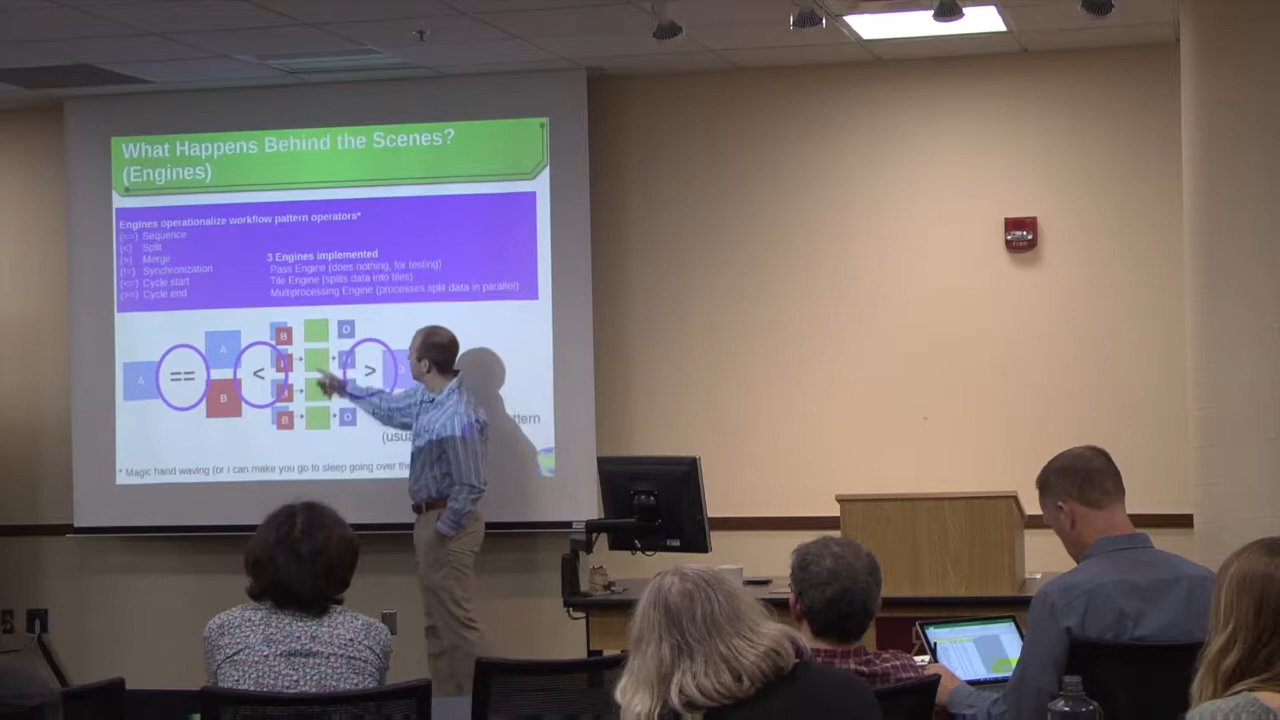 What Happens Behind the Scenes?
(Engines)
Engines operationalize workflow pattern operators*
(==) Sequence
(<) Split
(>) Merge
(!=) Synchronization
(<=) Cycle start
(>=) Cycle end
3 Engines implemented
Pass Engine (does nothing, for testing)
Tile Engine (splits data into tiles)
Multiprocessing Engine (processes split data in parallel)
A
==
A
B
<
B
B
B
O
O
>
(usua
* Magic hand waving (or I can make you go to sleep going over the
FIRE